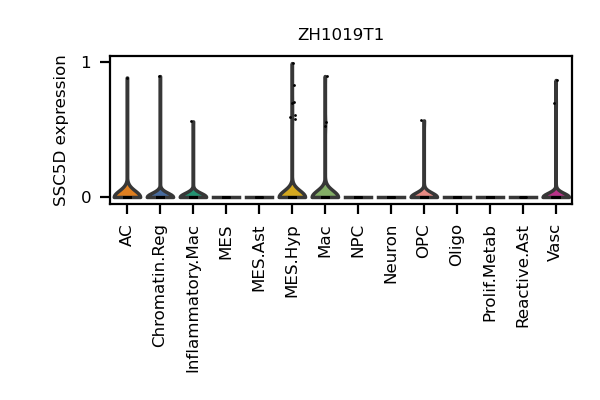 ZH1019T1
SSC5D expression
1
0
AC
Chromatin.Reg
Inflammatory.Mac
MES
MES.Ast
MES.Hyp
Mac
NPC
Neuron
OPC
Oligo
Prolif.Metab
Reactive.Ast
Vasc